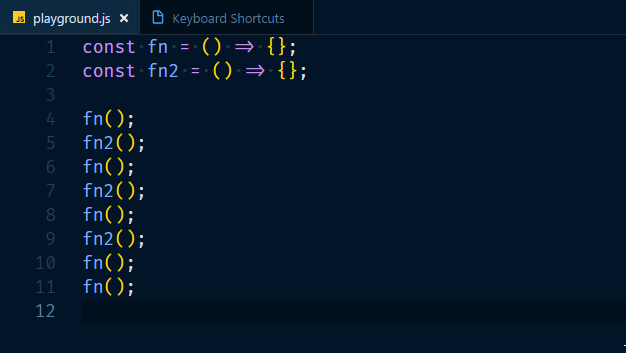 JS playground.js × Keyboard Shortcuts
1 const fn = () => {};
2 const fn2 = () => {};
3
4 fn();
5 fn2();
6 fn();
7 fn2();
8 fn();
9 fn2();
10 fn();
11 fn();
12